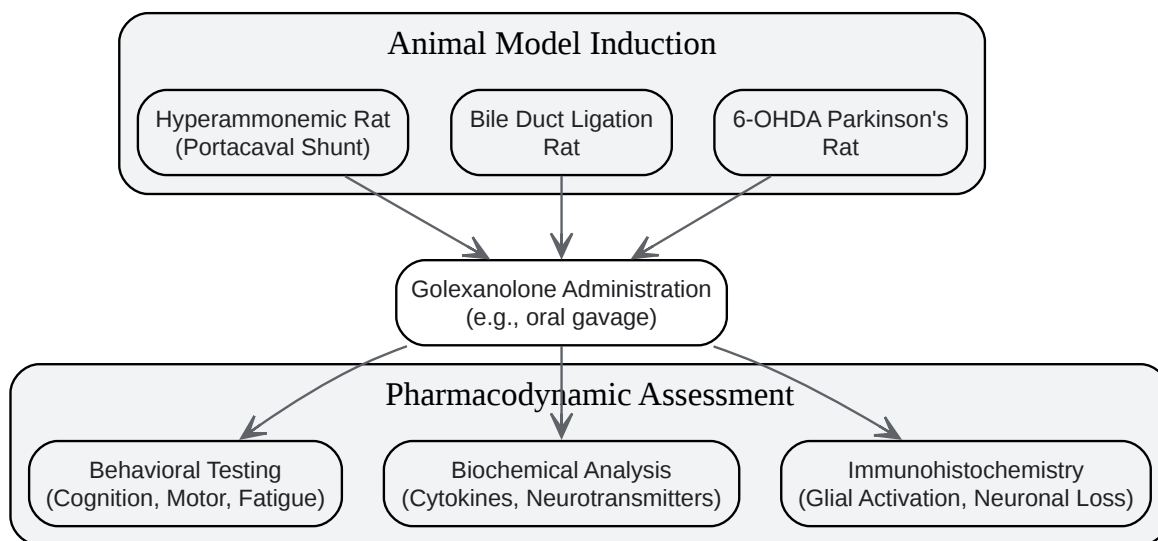 Animal Model Induction
Hyperammonemic Rat
(Portacaval Shunt)
Bile Duct Ligation
Rat
6-OHDA Parkinson's
Rat
Golexanolone Administration
(e.g., oral gavage)
Pharmacodynamic Assessment
Behavioral Testing
(Cognition, Motor, Fatigue)
Biochemical Analysis
(Cytokines, Neurotransmitters)
Immunohistochemistry
(Glial Activation, Neuronal Loss)